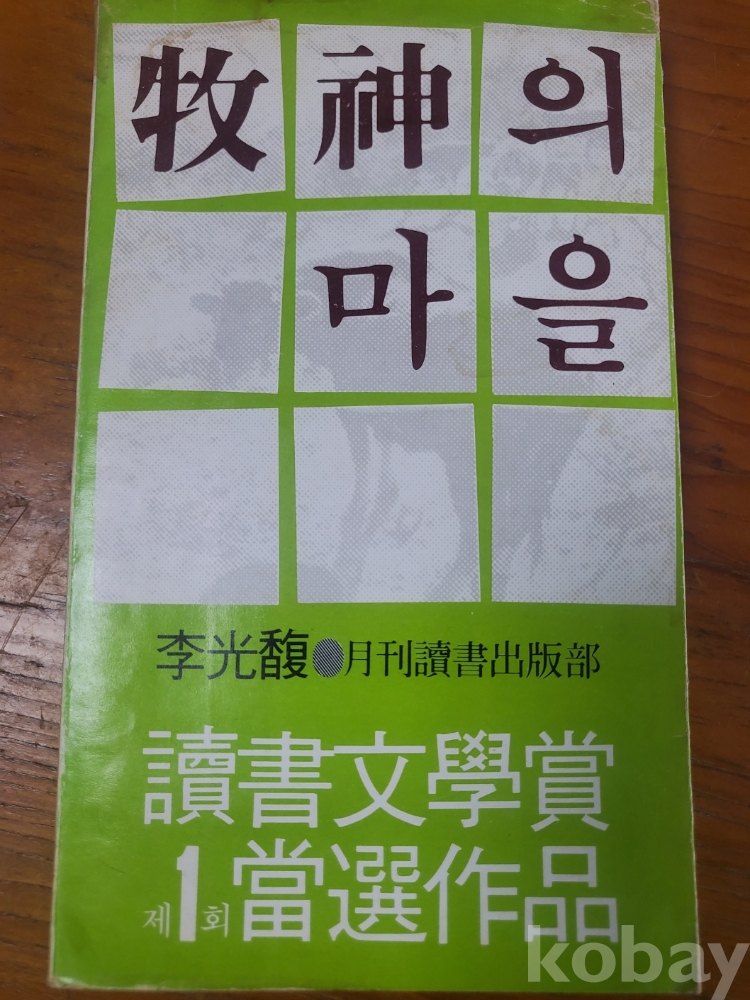 牧神의
마을
李光馥●月刊讀書出版部
讀書文學賞
제1회 當選作品
kobay